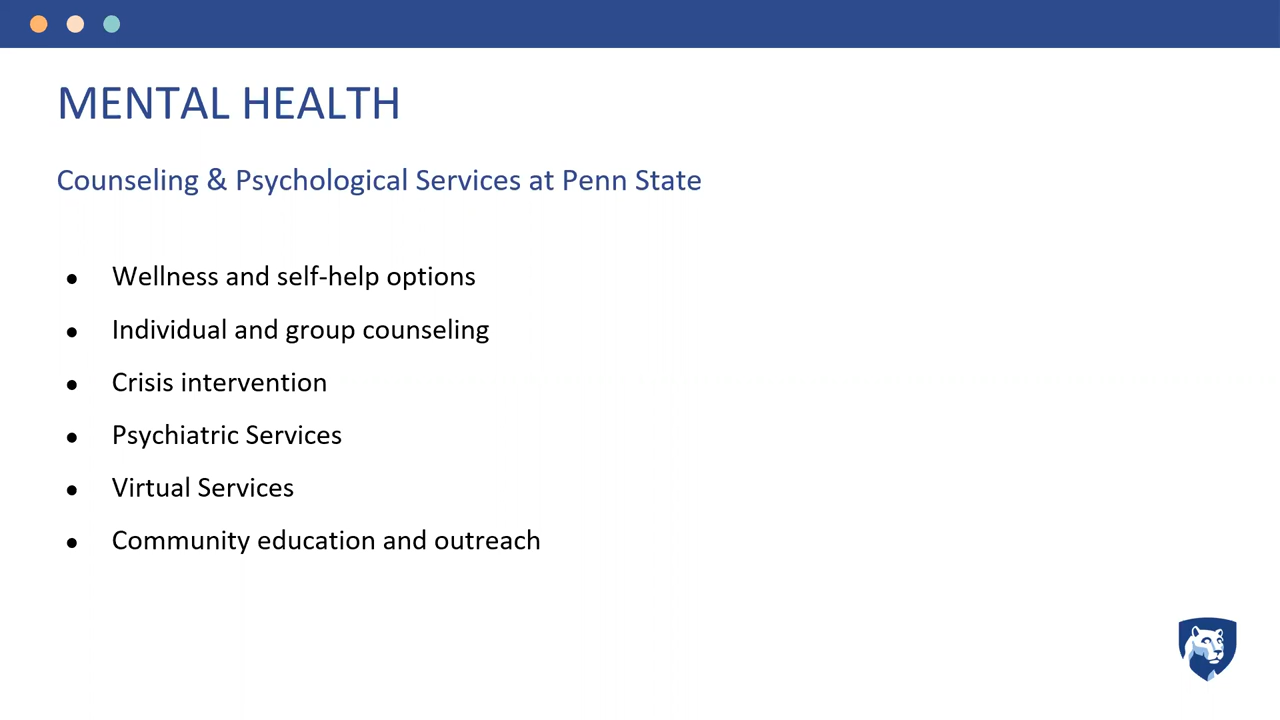 MENTAL HEALTH
Counseling & Psychological Services at Penn State
● Wellness and self-help options
● Individual and group counseling
● Crisis intervention
● Psychiatric Services
● Virtual Services
● Community education and outreach